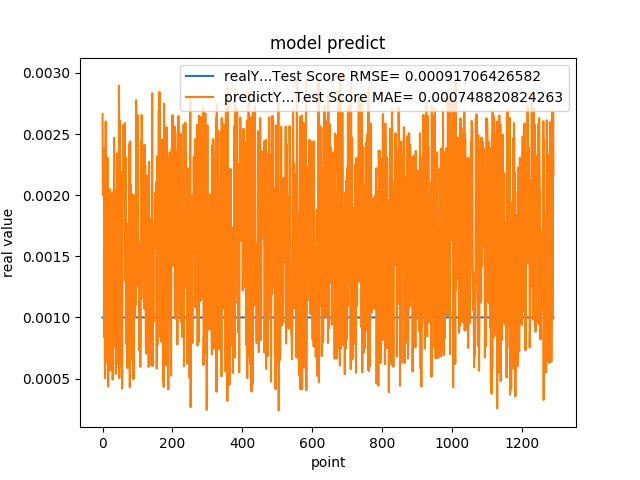 model predict
realY...Test Score RMSE= 0.00091706426582
predictY...Test Score MAE= 0.000748820824263
0.0030
0.0025
0.0020
0.0015
0.0010
0.0005
real value
0 200 400 600 800 1000 1200
point